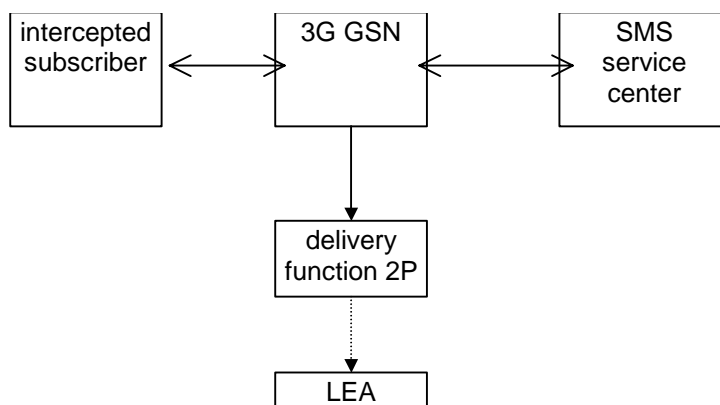 intercepted
subscriber
3G GSN
SMS
service
center
delivery
function 2P
LEA